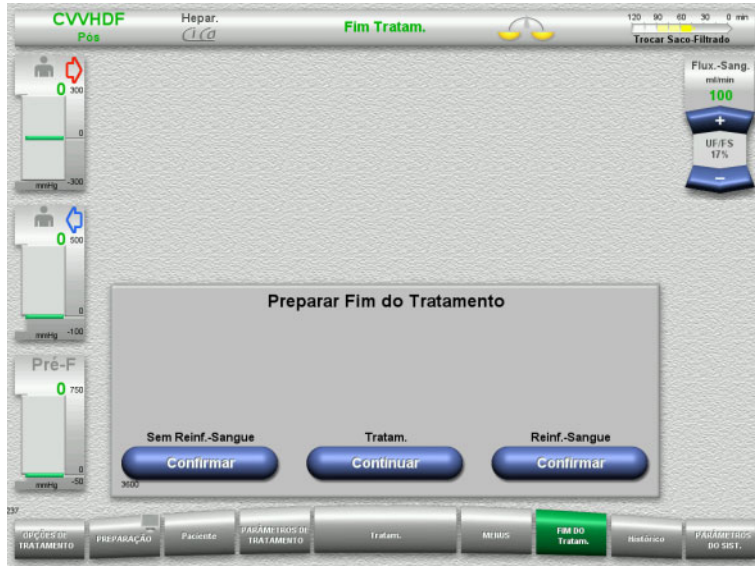 CVVHDF
Pós
Hepar.
Cica
Fim Tratam.
120 90 60 30 0 min
Trocar Saco-Filtrado
0
300
0
-300
mmHg
0
500
0
-100
mmHg
Pré-F
0
750
0
-50
mmHg
Flux.-Sang.
ml/min
100
+
UF/FS
17%
−
Preparar Fim do Tratamento
Sem Reinf.-Sangue
Tratam.
Reinf.-Sangue
Confirmar
Continuar
Confirmar
3600
237
OPÇÕES DE TRATAMENTO
PREPARAÇÃO
Paciente
PARÂMETROS DE TRATAMENTO
Tratam.
MENUS
FIM DO Tratam.
Histórico
PARÂMETROS DO SIST.